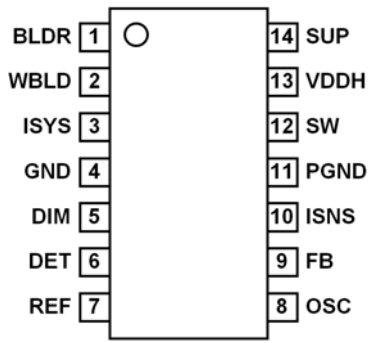 BLDR 1 14 SUP
WBLD 2 13 VDDH
ISYS 3 12 SW
GND 4 11 PGND
DIM 5 10 ISNS
DET 6 9 FB
REF 7 8 OSC